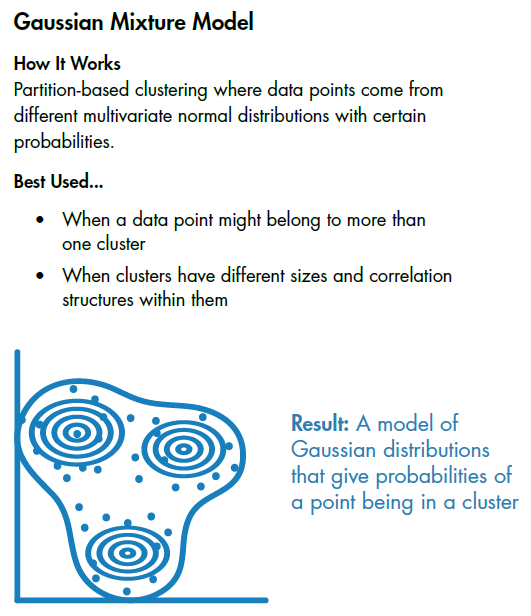 Gaussian Mixture Model
How It Works
Partition-based clustering where data points come from
different multivariate normal distributions with certain
probabilities.
Best Used...
• When a data point might belong to more than
one cluster
• When clusters have different sizes and correlation
structures within them
Result: A model of
Gaussian distributions
that give probabilities of
a point being in a cluster